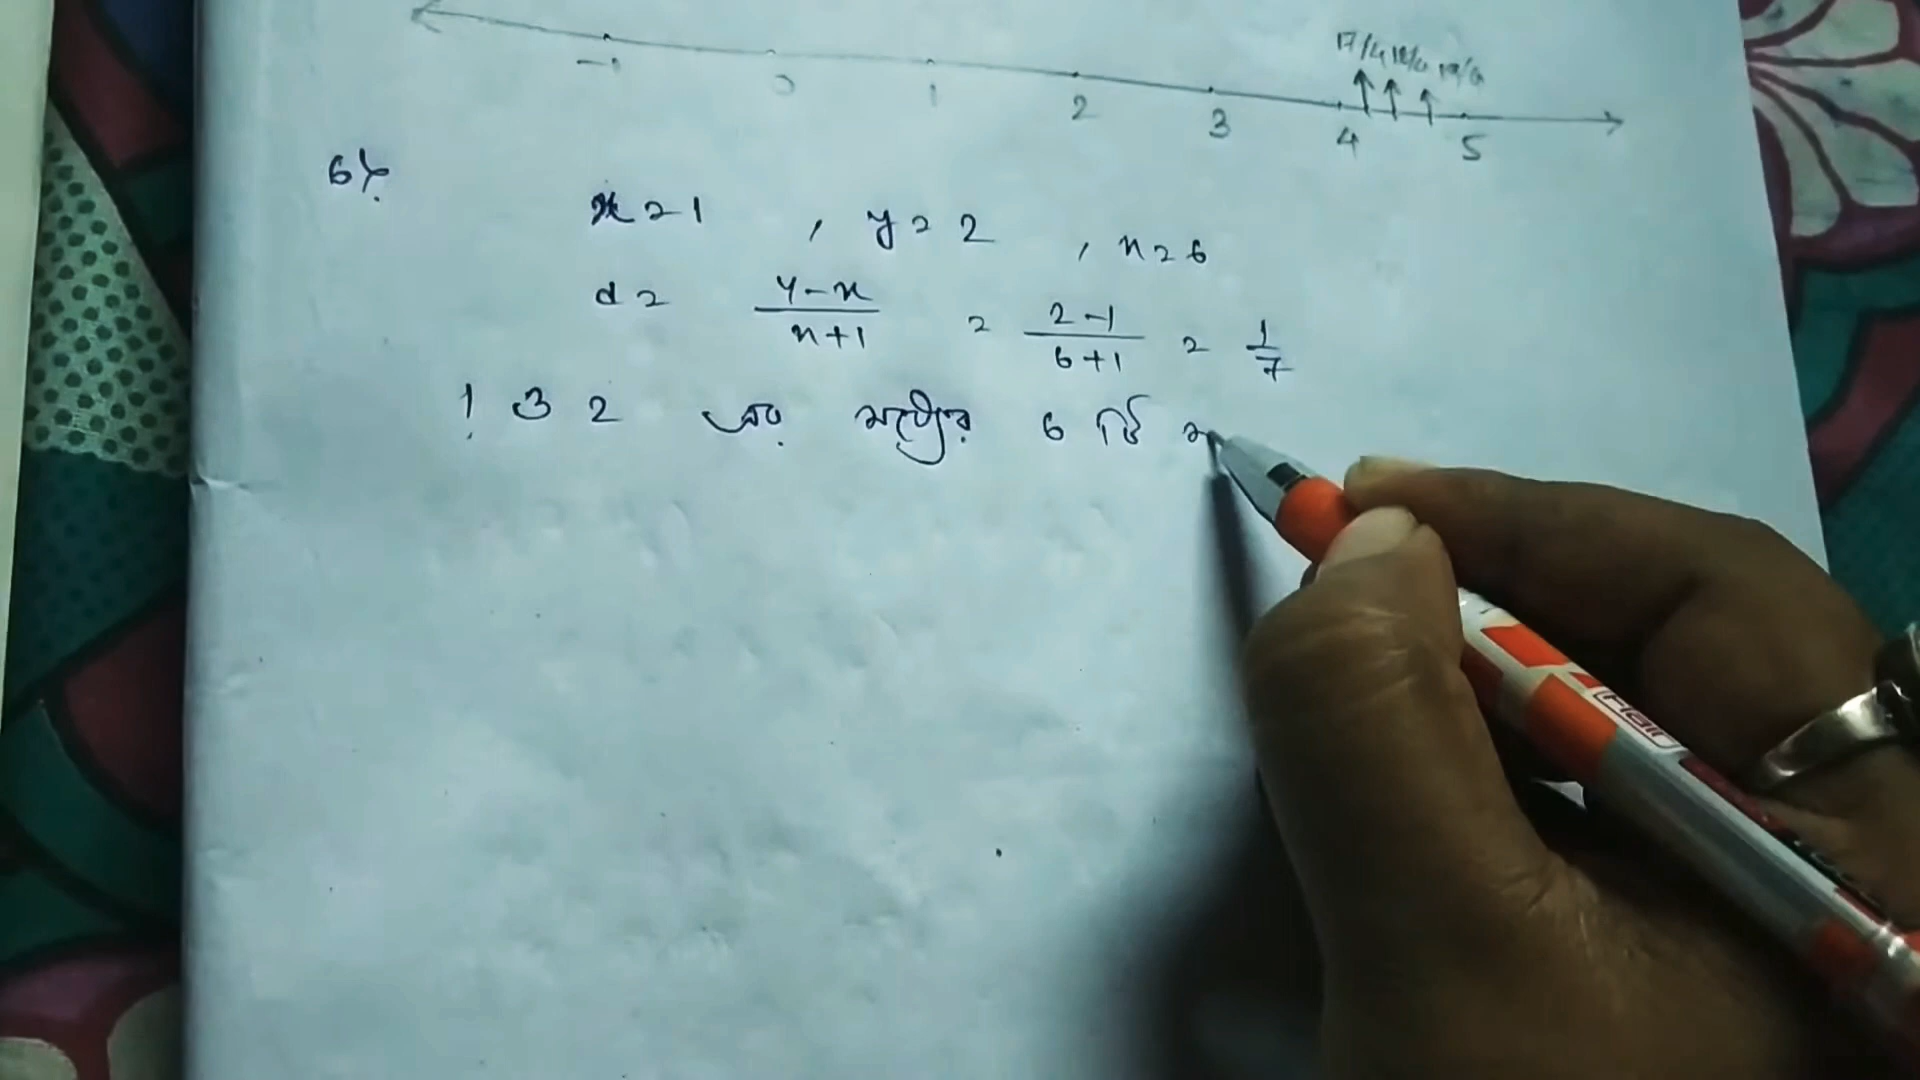 17/4 18/4 19/4
-1 0 1 2 3 4 5
6>.
x = 1 , y = 2 , n = 6
d = y-x/n+1 = 2-1/6+1 = 1/7
1 ও 2 এর মধ্যের 6 টি
Flair